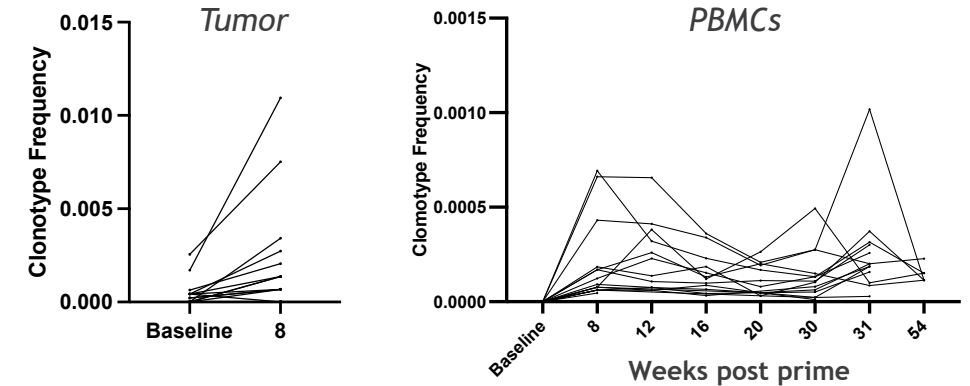 Tumor
Clonotype Frequency
0.015
0.010
0.005
0.000
Baseline 8
PBMCs
Clomotype Frequency
0.0015
0.0010
0.0005
0.0000
Baseline 8 12 16 20 30 31 54
Weeks post prime